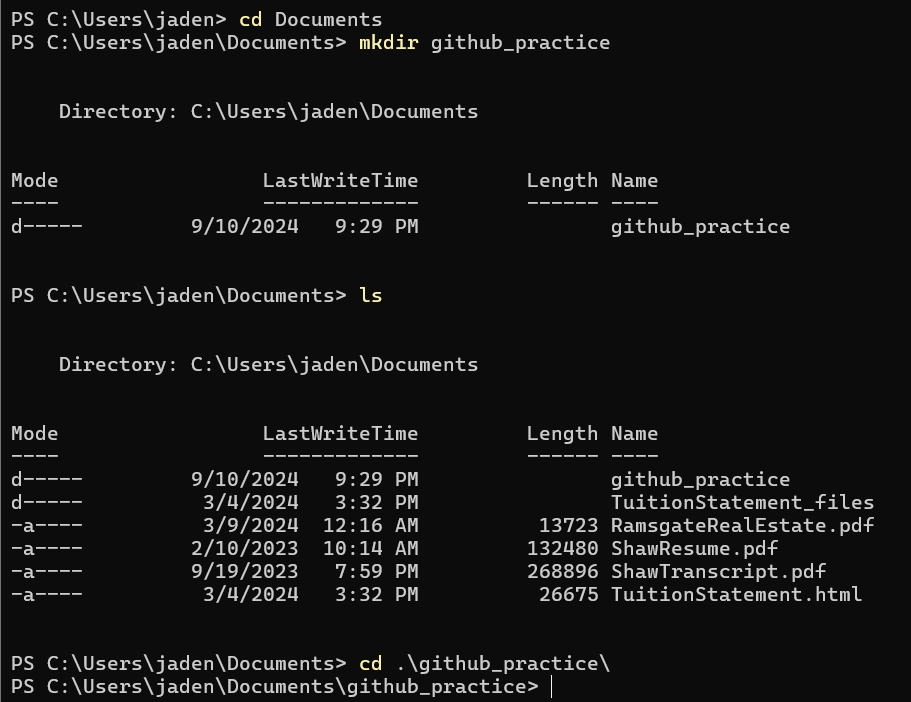 PS C:\Users\jaden> cd Documents
PS C:\Users\jaden\Documents> mkdir github_practice
    Directory: C:\Users\jaden\Documents
Mode                 LastWriteTime         Length Name
----                 -------------         ------ ----
d-----         9/10/2024   9:29 PM                github_practice
PS C:\Users\jaden\Documents> ls
    Directory: C:\Users\jaden\Documents
Mode                 LastWriteTime         Length Name
----                 -------------         ------ ----
d-----         9/10/2024   9:29 PM                github_practice
d-----          3/4/2024   3:32 PM                TuitionStatement_files
-a----          3/9/2024  12:16 AM          13723 RamsgateRealEstate.pdf
-a----         2/10/2023  10:14 AM         132480 ShawResume.pdf
-a----         9/19/2023   7:59 PM         268896 ShawTranscript.pdf
-a----          3/4/2024   3:32 PM          26675 TuitionStatement.html
PS C:\Users\jaden\Documents> cd .\github_practice\
PS C:\Users\jaden\Documents\github_practice>